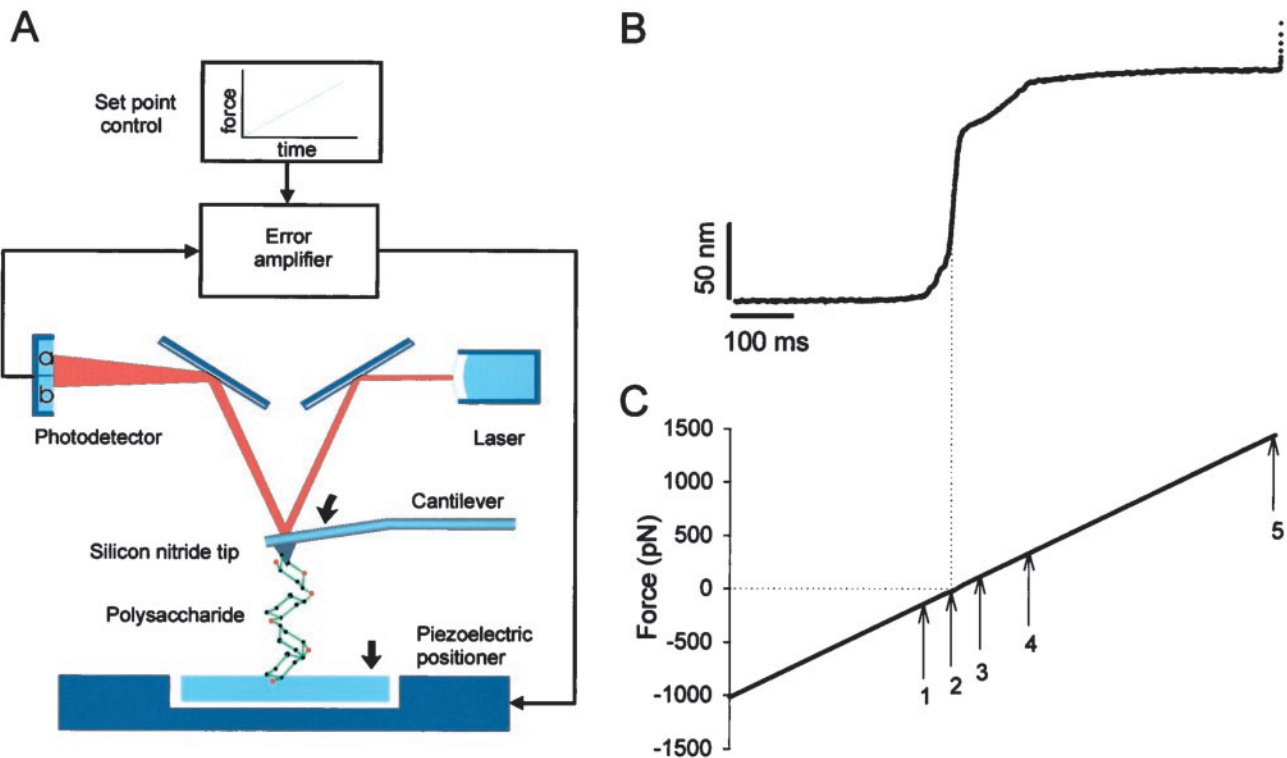 A
Set point
control
force
time
Error
amplifier
a
b
Photodetector
Laser
Cantilever
Silicon nitride tip
Polysaccharide
Piezoelectric
positioner
B
50 nm
100 ms
C
Force (pN)
1500
1000
500
0
-500
-1000
-1500
1
2
3
4
5